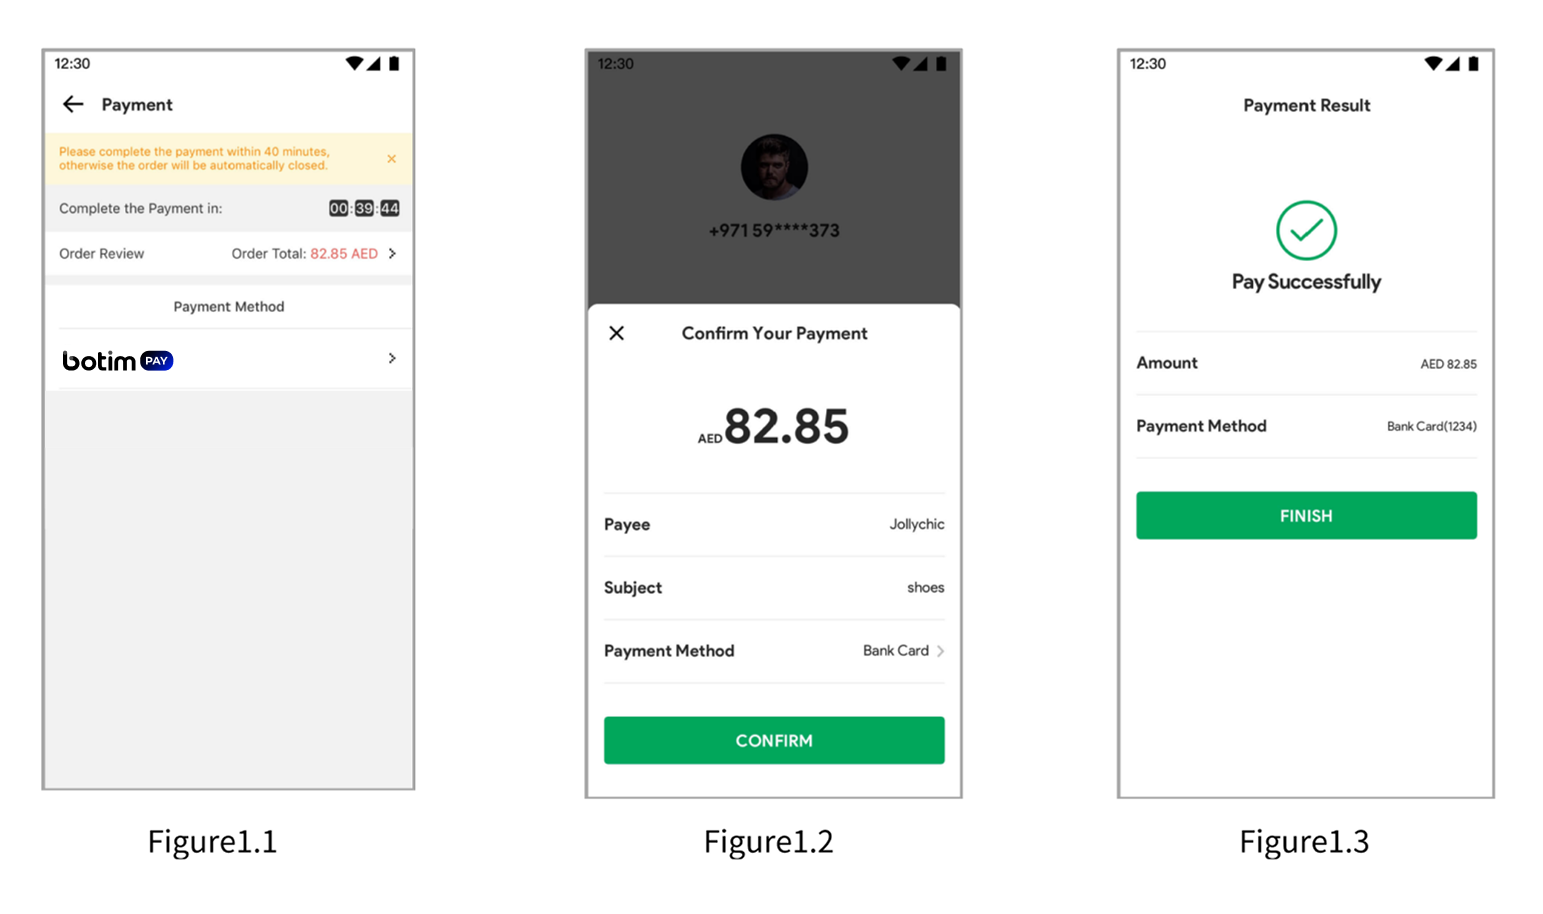 12:30
Payment
Please complete the payment within 40 minutes,
otherwise the order will be automatically closed.
Complete the Payment in: 00:39:44
Order Review Order Total: 82.85 AED
Payment Method
botim PAY
Figure1.1
12:30
+971 59****373
Confirm Your Payment
AED 82.85
Payee Jollychic
Subject shoes
Payment Method Bank Card
CONFIRM
Figure1.2
12:30
Payment Result
Pay Successfully
Amount AED 82.85
Payment Method Bank Card(1234)
FINISH
Figure1.3